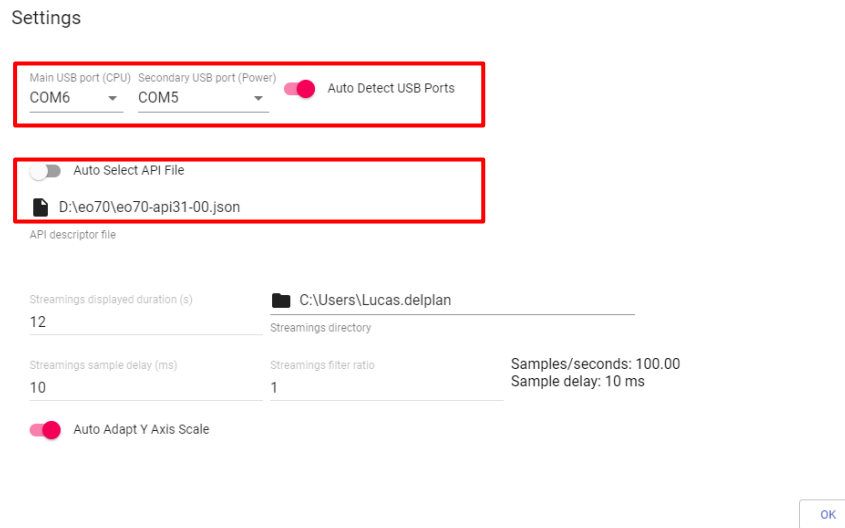 Settings
Main USB port (CPU) Secondary USB port (Power)
COM6 COM5 Auto Detect USB Ports
Auto Select API File
D:\eo70\eo70-api31-00.json
API descriptor file
Streamings displayed duration (s) C:\Users\Lucas.delplan
12 Streamings directory
Streamings sample delay (ms) Streamings filter ratio Samples/seconds: 100.00
10 1 Sample delay: 10 ms
Auto Adapt Y Axis Scale
OK